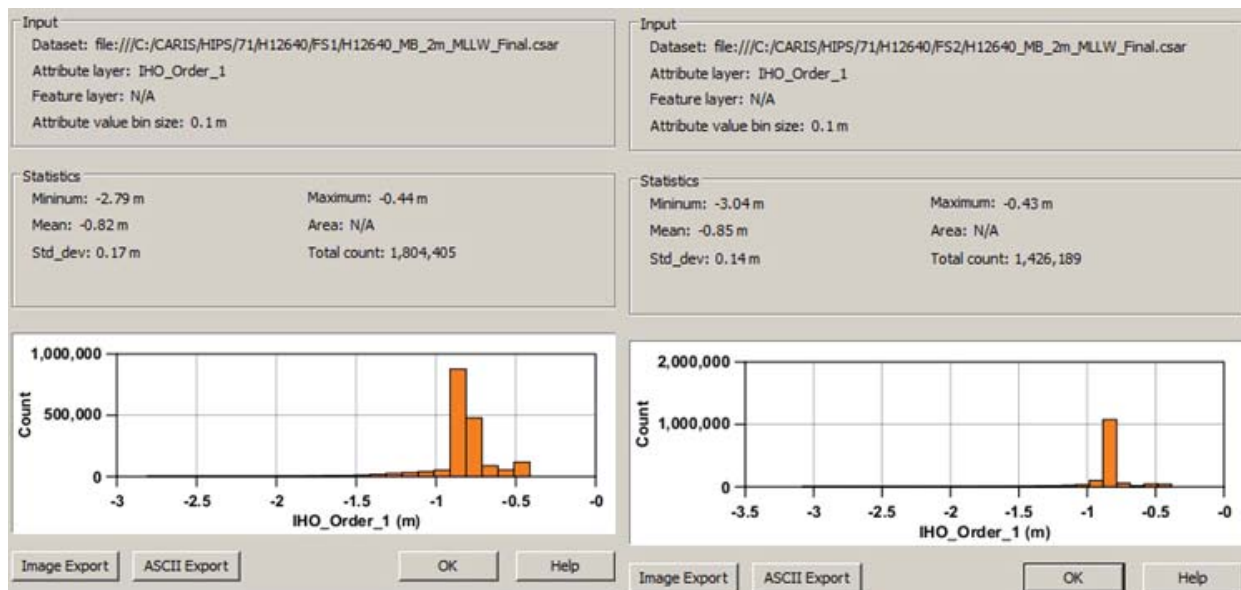 Input
Dataset: file:///C:/CARIS/HIPS/71/H12640/FS1/H12640_MB_2m_MLLW_Final.csar
Attribute layer: IHO_Order_1
Feature layer: N/A
Attribute value bin size: 0.1 m
Statistics
Mininum: -2.79 m Maximum: -0.44 m
Mean: -0.82 m Area: N/A
Std_dev: 0.17 m Total count: 1,804,405
1,000,000
500,000
0
Count
-3 -2.5 -2 -1.5 -1 -0.5 -0
IHO_Order_1 (m)
Image Export ASCII Export OK Help
Input
Dataset: file:///C:/CARIS/HIPS/71/H12640/FS2/H12640_MB_2m_MLLW_Final.csar
Attribute layer: IHO_Order_1
Feature layer: N/A
Attribute value bin size: 0.1 m
Statistics
Mininum: -3.04 m Maximum: -0.43 m
Mean: -0.85 m Area: N/A
Std_dev: 0.14 m Total count: 1,426,189
2,000,000
1,000,000
0
Count
-3.5 -3 -2.5 -2 -1.5 -1 -0.5 -0
IHO_Order_1 (m)
Image Export ASCII Export OK Help